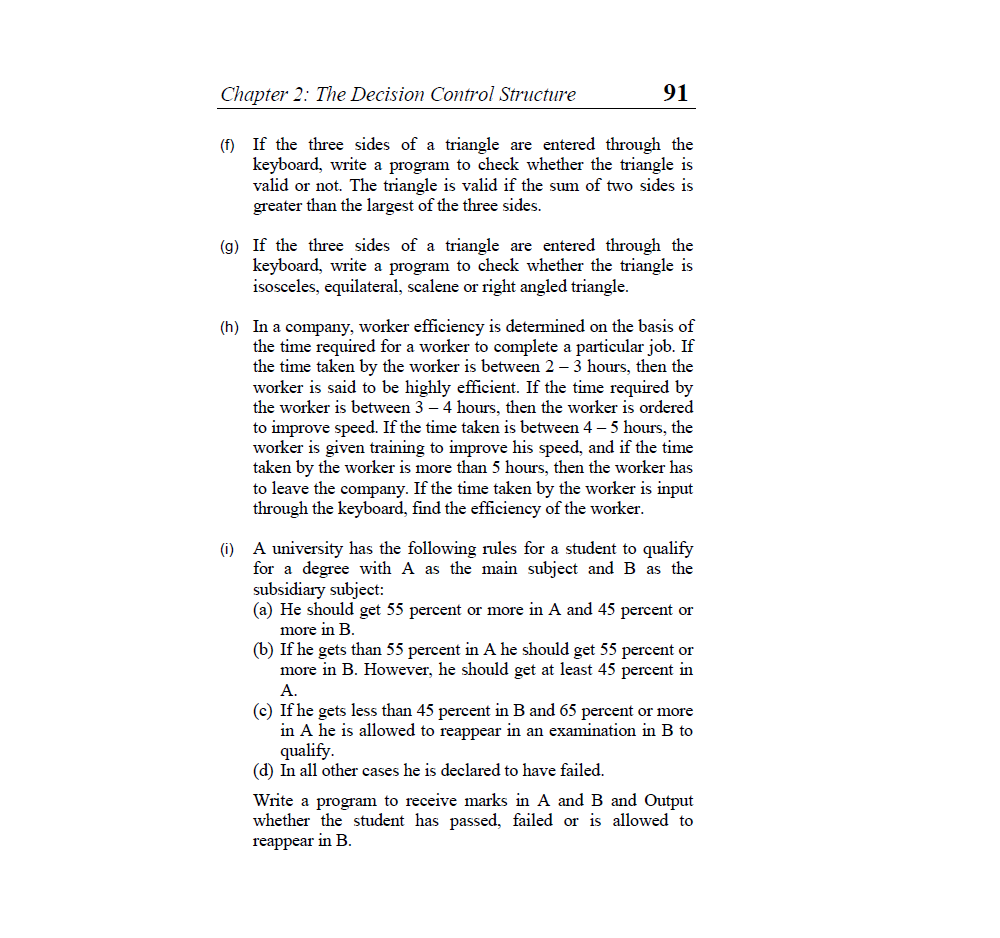 Chapter 2: The Decision Control Structure 91
(f) If the three sides of a triangle are entered through the
keyboard, write a program to check whether the triangle is
valid or not. The triangle is valid if the sum of two sides is
greater than the largest of the three sides.
(g) If the three sides of a triangle are entered through the
keyboard, write a program to check whether the triangle is
isosceles, equilateral, scalene or right angled triangle.
(h) In a company, worker efficiency is determined on the basis of
the time required for a worker to complete a particular job. If
the time taken by the worker is between 2 – 3 hours, then the
worker is said to be highly efficient. If the time required by
the worker is between 3 – 4 hours, then the worker is ordered
to improve speed. If the time taken is between 4 – 5 hours, the
worker is given training to improve his speed, and if the time
taken by the worker is more than 5 hours, then the worker has
to leave the company. If the time taken by the worker is input
through the keyboard, find the efficiency of the worker.
(i) A university has the following rules for a student to qualify
for a degree with A as the main subject and B as the
subsidiary subject:
(a) He should get 55 percent or more in A and 45 percent or
more in B.
(b) If he gets than 55 percent in A he should get 55 percent or
more in B. However, he should get at least 45 percent in
A.
(c) If he gets less than 45 percent in B and 65 percent or more
in A he is allowed to reappear in an examination in B to
qualify.
(d) In all other cases he is declared to have failed.
Write a program to receive marks in A and B and Output
whether the student has passed, failed or is allowed to
reappear in B.